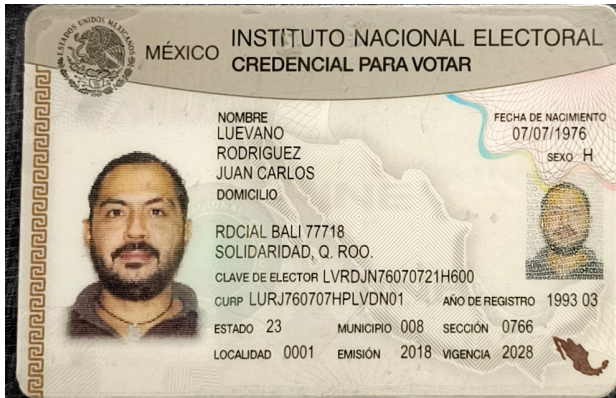 ESTADOS UNIDOS MEXICANOS
MÉXICO INSTITUTO NACIONAL ELECTORAL
CREDENCIAL PARA VOTAR
NOMBRE
LUEVANO
RODRIGUEZ
JUAN CARLOS
FECHA DE NACIMIENTO
07/07/1976
SEXO H
DOMICILIO
RDCIAL BALI 77718
SOLIDARIDAD, Q. ROO.
CLAVE DE ELECTOR LVRDJN76070721H600
CURP LURJ760707HPLVDN01 AÑO DE REGISTRO 1993 03
ESTADO 23 MUNICIPIO 008 SECCIÓN 0766
LOCALIDAD 0001 EMISIÓN 2018 VIGENCIA 2028